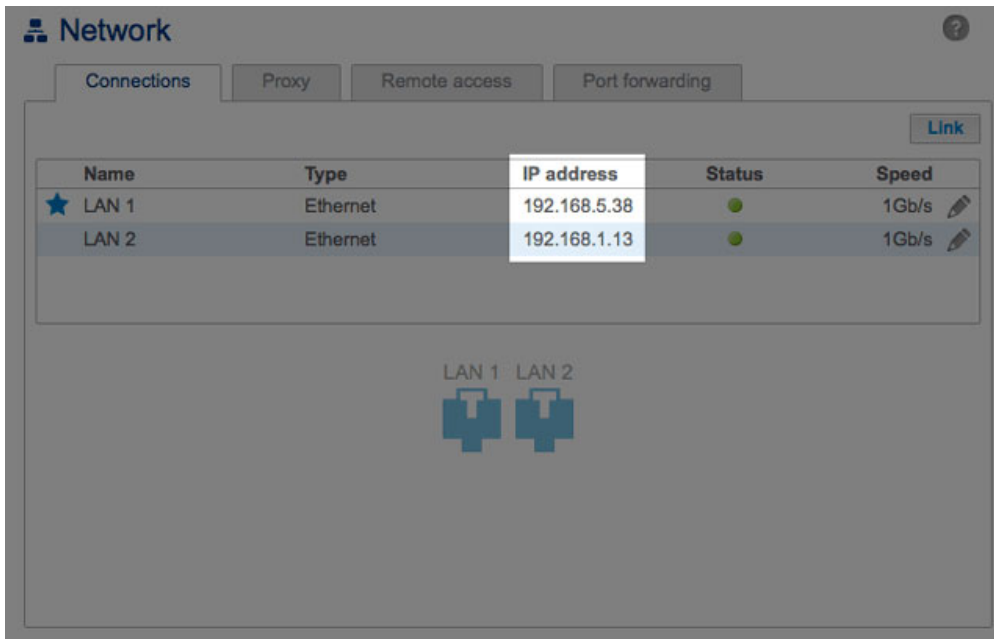 Network
?
Connections Proxy Remote access Port forwarding
Link
Name Type IP address Status Speed
LAN 1 Ethernet 192.168.5.38 1Gb/s
LAN 2 Ethernet 192.168.1.13 1Gb/s
LAN 1 LAN 2